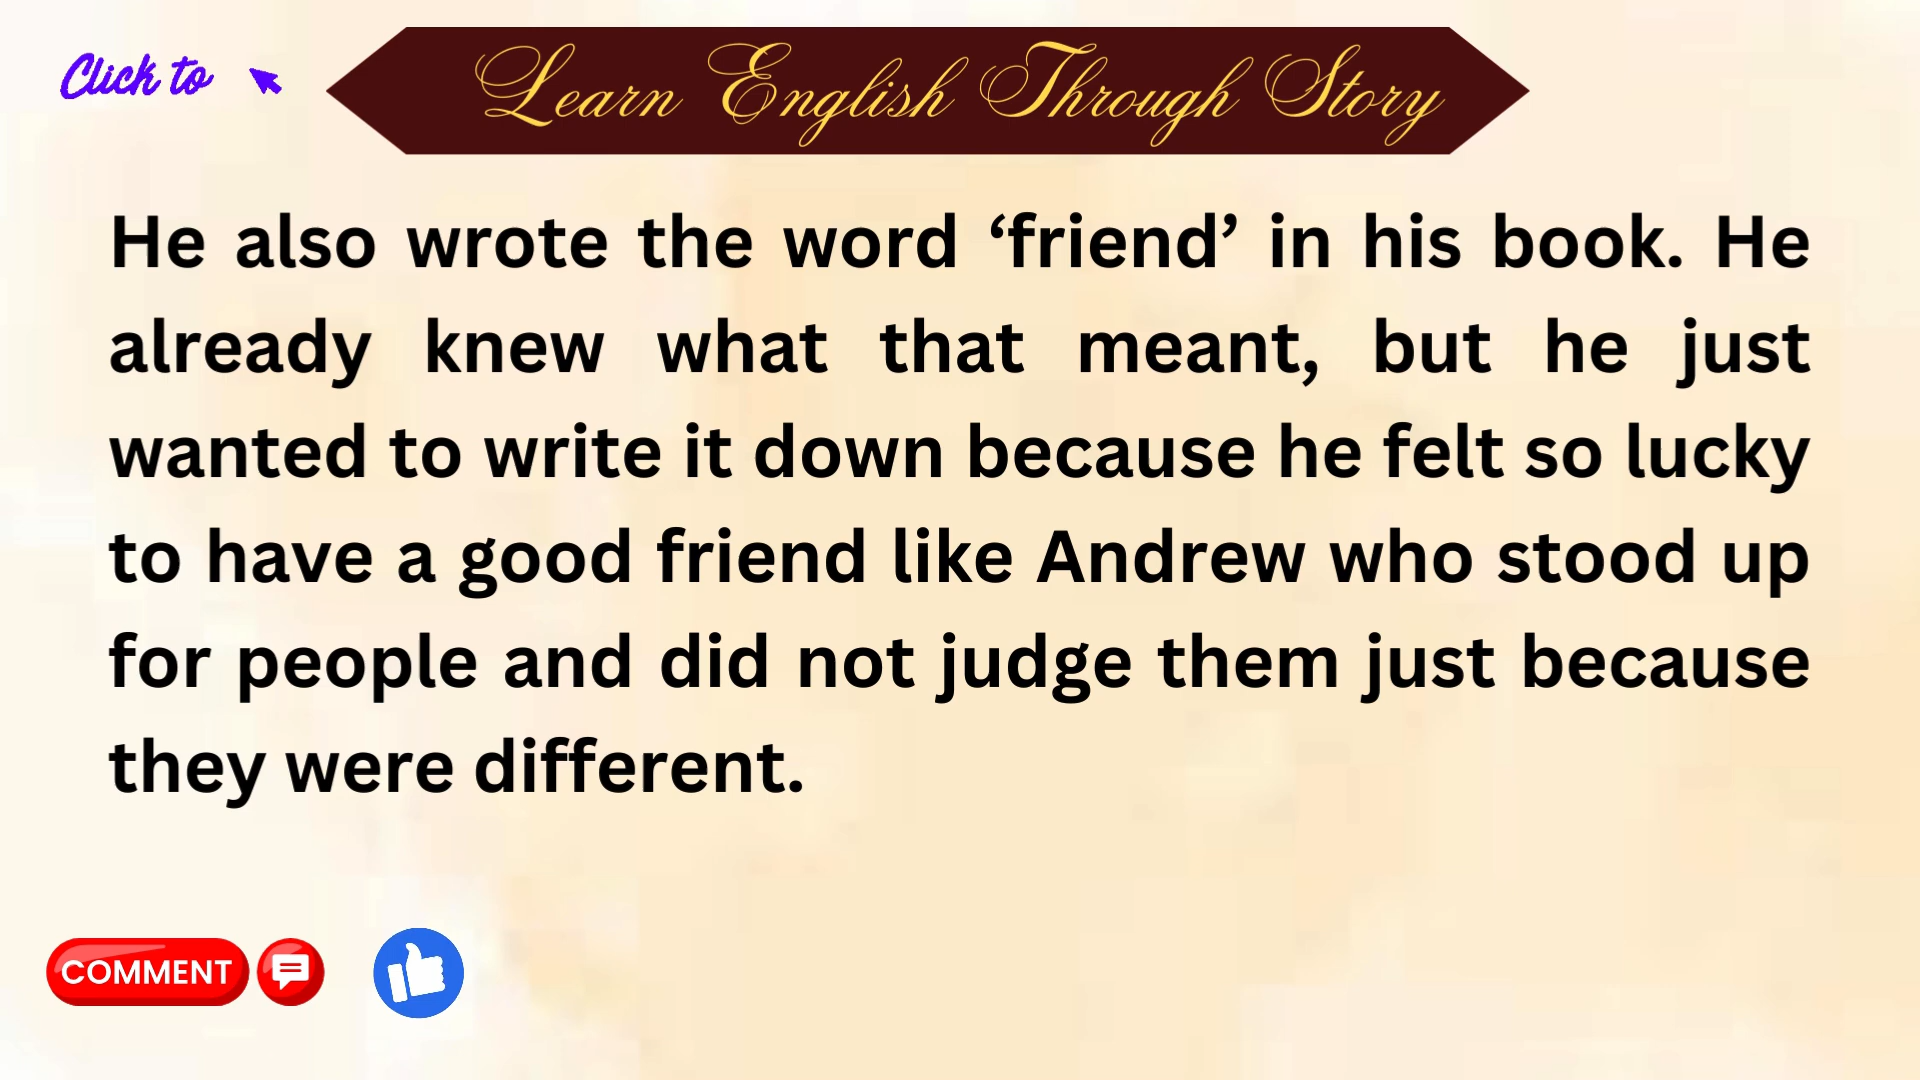 Click to
Learn English Through Story
He also wrote the word ‘friend’ in his book. He
already knew what that meant, but he just
wanted to write it down because he felt so lucky
to have a good friend like Andrew who stood up
for people and did not judge them just because
they were different.
COMMENT